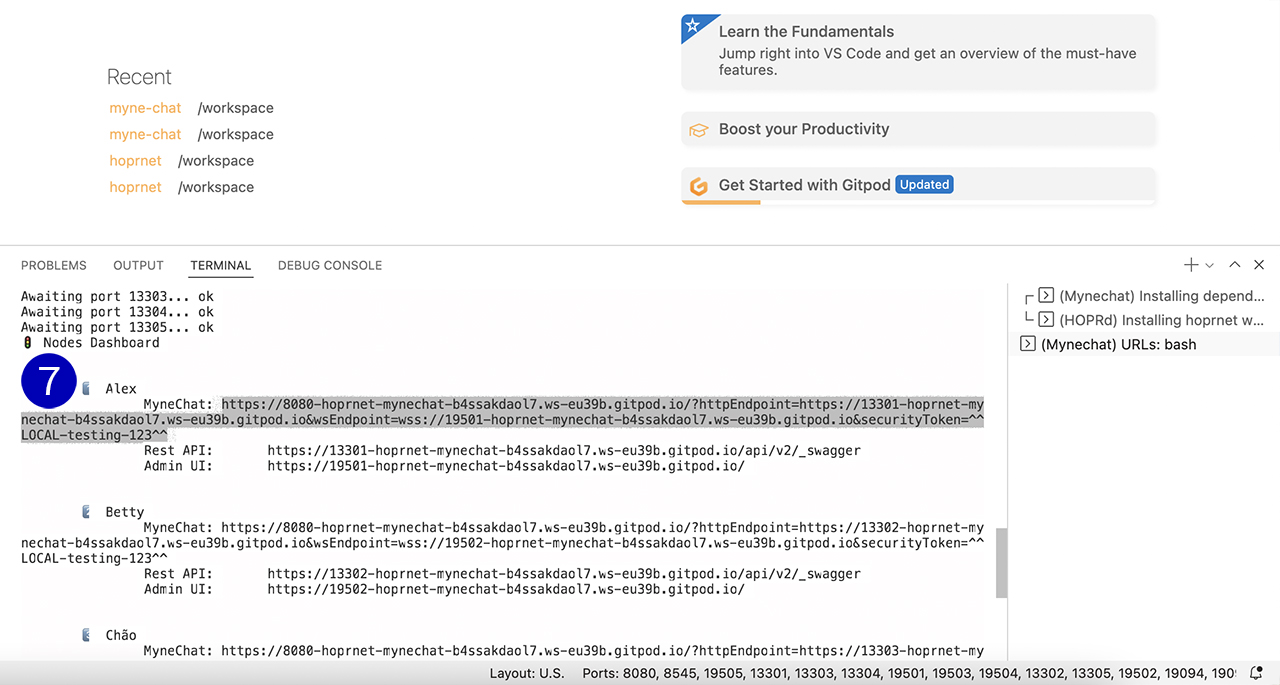 Recent
myne-chat /workspace
myne-chat /workspace
hoprnet /workspace
hoprnet /workspace
Learn the Fundamentals
Jump right into VS Code and get an overview of the must-have
features.
Boost your Productivity
Get Started with Gitpod Updated
PROBLEMS OUTPUT TERMINAL DEBUG CONSOLE
Awaiting port 13303... ok
Awaiting port 13304... ok
Awaiting port 13305... ok
Nodes Dashboard
7
1 Alex
MyneChat: https://8080-hoprnet-mynechat-b4ssakdaol7.ws-eu39b.gitpod.io/?httpEndpoint=https://13301-hoprnet-my
nechat-b4ssakdaol7.ws-eu39b.gitpod.io&wsEndpoint=wss://19501-hoprnet-mynechat-b4ssakdaol7.ws-eu39b.gitpod.io&securityToken=^^
LOCAL-testing-123^^
Rest API: https://13301-hoprnet-mynechat-b4ssakdaol7.ws-eu39b.gitpod.io/api/v2/_swagger
Admin UI: https://19501-hoprnet-mynechat-b4ssakdaol7.ws-eu39b.gitpod.io/
2 Betty
MyneChat: https://8080-hoprnet-mynechat-b4ssakdaol7.ws-eu39b.gitpod.io/?httpEndpoint=https://13302-hoprnet-my
nechat-b4ssakdaol7.ws-eu39b.gitpod.io&wsEndpoint=wss://19502-hoprnet-mynechat-b4ssakdaol7.ws-eu39b.gitpod.io&securityToken=^^
LOCAL-testing-123^^
Rest API: https://13302-hoprnet-mynechat-b4ssakdaol7.ws-eu39b.gitpod.io/api/v2/_swagger
Admin UI: https://19502-hoprnet-mynechat-b4ssakdaol7.ws-eu39b.gitpod.io/
3 Chão
MyneChat: https://8080-hoprnet-mynechat-b4ssakdaol7.ws-eu39b.gitpod.io/?httpEndpoint=https://13303-hoprnet-my
(Mynechat) Installing depend...
(HOPRd) Installing hoprnet w...
(Mynechat) URLs: bash
Layout: U.S. Ports: 8080, 8545, 19505, 13301, 13303, 13304, 19501, 19503, 19504, 13302, 13305, 19502, 19094,